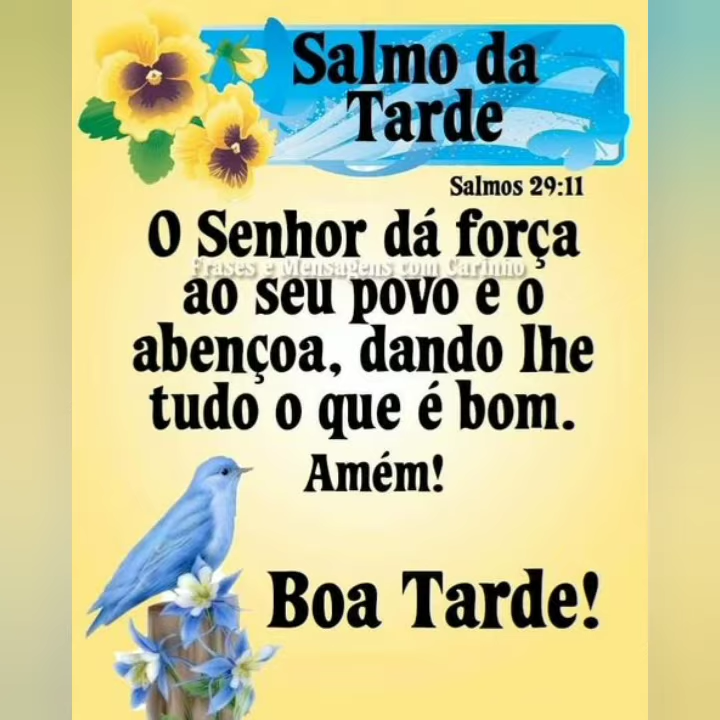 Salmo da
Tarde
Salmos 29:11
O Senhor dá força
Frases e Mensagens com Carinho
ao seu povo e o
abençoa, dando lhe
tudo o que é bom.
Amém!
Boa Tarde!